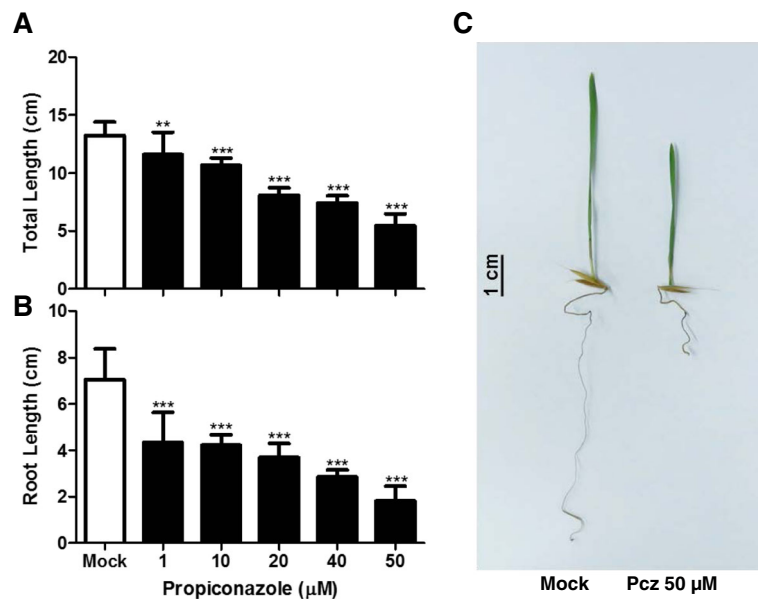 A
Total Length (cm)
20
15
10
5
0
**
***
***
***
***
B
Root Length (cm)
10
8
6
4
2
0
***
***
***
***
***
Mock 1 10 20 40 50
Propiconazole (μM)
C
1 cm
Mock Pcz 50 μM